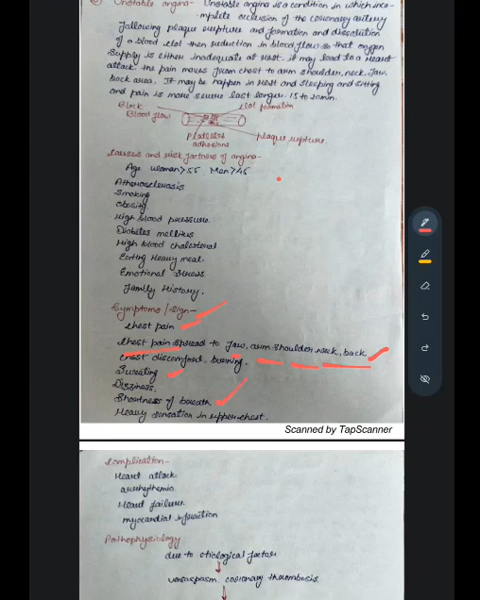 Unstable angina- Unstable angina is a condition in which inco-
mplete occlusion of the coronary autery
Following plaque rupture and formation and dissolution
of a blood clot then reduction in blood flow so that oxygen
supply is either inadequate at rest. it may lead to a Heart
attack. the pain moves from chest to arm shoulder, neck, Jaw,
back area. It may be happen in rest and sleeping and sitting
and pain is more severe last longer. 15 to 20min.
Block
clot formation
Blood flow
platelets
adhesions
plaque rupture.
causes and risk factors of angina-
Age woman > 55, Men > 45
Atherosclerosis
Smoking
Obesity.
High blood pressure.
Diabetes mellitus
High blood cholesterol
Eating Heavy meal.
Emotional stress.
Family History.
Symptoms / sign-
chest pain
chest pain spread to Jaw, arm shoulder neck, back,
chest discomfort, burning.
Sweating
Dizziness.
Shortness of breath.
Heavy sensation in upper chest.
Scanned by TapScanner
Complication-
Heart attack.
arrhythmia
Heart failure
myocardial infarction
Pathophysiology
due to etiological factors
vasospasm, coronary thrombosis.